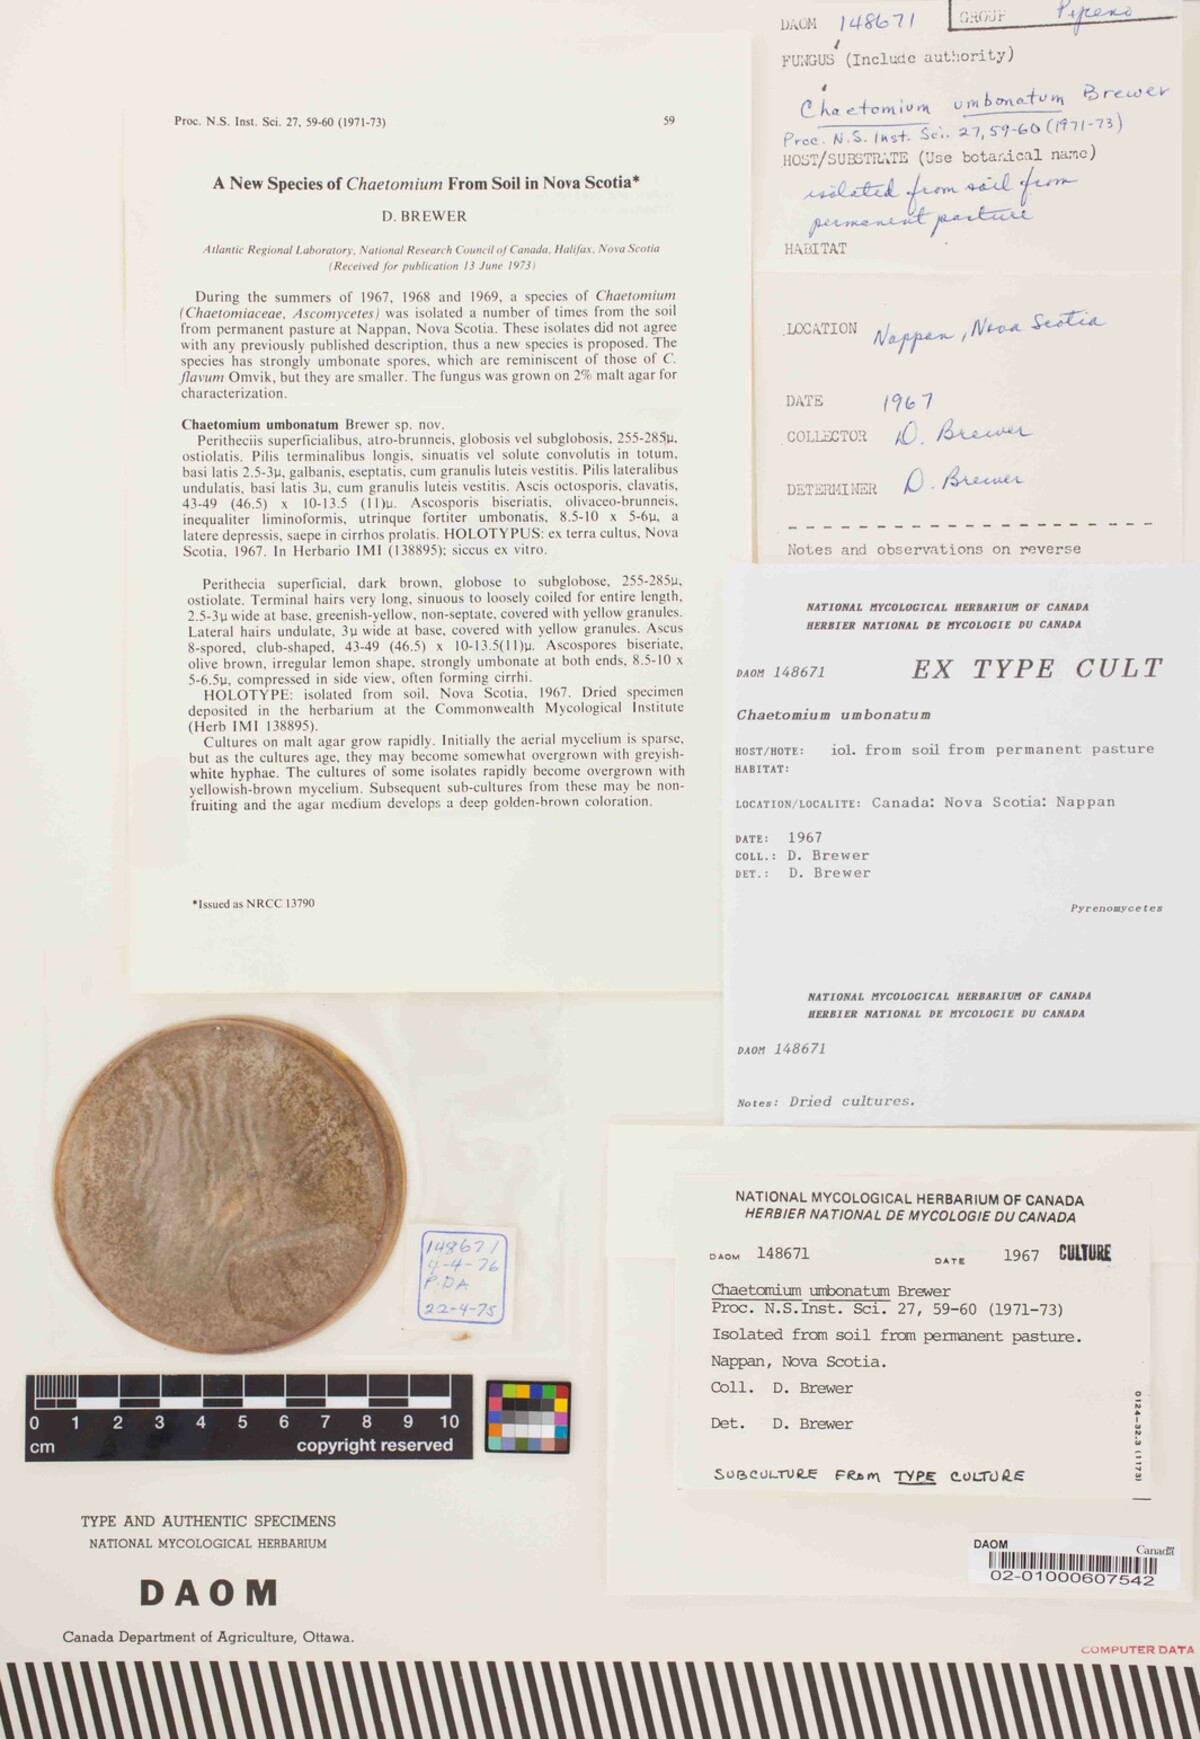 Proc. N.S. Inst. Sci. 27, 59-60 (1971-73)
59
A New Species of Chaetomium From Soil in Nova Scotia*
D. BREWER
Atlantic Regional Laboratory, National Research Council of Canada, Halifax, Nova Scotia
(Received for publication 13 June 1973)
During the summers of 1967, 1968 and 1969, a species of Chaetomium
(Chaetomiaceae, Ascomycetes) was isolated a number of times from the soil
from permanent pasture at Nappan, Nova Scotia. These isolates did not agree
with any previously published description, thus a new species is proposed. The
species has strongly umbonate spores, which are reminiscent of those of C.
flavum Omvik, but they are smaller. The fungus was grown on 2% malt agar for
characterization.
Chaetomium umbonatum Brewer sp. nov.
Peritheciis superficialibus, atro-brunneis, globosis vel subglobosis, 255-285µ,
ostiolatis. Pilis terminalibus longis, sinuatis vel solute convolutis in totum,
basi latis 2.5-3µ, galbanis, eseptatis, cum granulis luteis vestitis. Pilis lateralibus
undulatis, basi latis 3µ, cum granulis luteis vestitis. Ascis octosporis, clavatis,
43-49 (46.5) x 10-13.5 (11)µ. Ascosporis biseriatis, olivaceo-brunneis,
inequaliter liminoformis, utrinque fortiter umbonatis, 8.5-10 x 5-6µ, a
latere depressis, saepe in cirrhos prolatis. HOLOTYPUS: ex terra cultus, Nova
Scotia, 1967. In Herbario IMI (138895); siccus ex vitro.
Perithecia superficial, dark brown, globose to subglobose, 255-285µ,
ostiolate. Terminal hairs very long, sinuous to loosely coiled for entire length,
2.5-3µ wide at base, greenish-yellow, non-septate, covered with yellow granules.
Lateral hairs undulate, 3µ wide at base, covered with yellow granules. Ascus
8-spored, club-shaped, 43-49 (46.5) x 10-13.5(11)µ. Ascospores biseriate,
olive brown, irregular lemon shape, strongly umbonate at both ends, 8.5-10 x
5-6.5µ, compressed in side view, often forming cirrhi.
HOLOTYPE: isolated from soil, Nova Scotia, 1967. Dried specimen
deposited in the herbarium at the Commonwealth Mycological Institute
(Herb IMI 138895).
Cultures on malt agar grow rapidly. Initially the aerial mycelium is sparse,
but as the cultures age, they may become somewhat overgrown with greyish-
white hyphae. The cultures of some isolates rapidly become overgrown with
yellowish-brown mycelium. Subsequent sub-cultures from these may be non-
fruiting and the agar medium develops a deep golden-brown coloration.
*Issued as NRCC 13790
DAOM 148671
GROUP Pyreno
FUNGUS (Include authority)
Chaetomium umbonatum Brewer
Proc. N.S. Inst. Sci. 27, 59-60 (1971-73)
HOST/SUBSTRATE (Use botanical name)
isolated from soil from
permanent pasture
HABITAT
LOCATION Nappan, Nova Scotia
DATE 1967
COLLECTOR D. Brewer
DETERMINER D. Brewer
Notes and observations on reverse
NATIONAL MYCOLOGICAL HERBARIUM OF CANADA
HERBIER NATIONAL DE MYCOLOGIE DU CANADA
DAOM 148671 EX TYPE CULT
Chaetomium umbonatum
HOST/HOTE: iol. from soil from permanent pasture
HABITAT:
LOCATION/LOCALITE: Canada: Nova Scotia: Nappan
DATE: 1967
COLL.: D. Brewer
DET.: D. Brewer
Pyrenomycetes
NATIONAL MYCOLOGICAL HERBARIUM OF CANADA
HERBIER NATIONAL DE MYCOLOGIE DU CANADA
DAOM 148671
Notes: Dried cultures.
148671
4-4-76
P.D.A
22-4-75
NATIONAL MYCOLOGICAL HERBARIUM OF CANADA
HERBIER NATIONAL DE MYCOLOGIE DU CANADA
DAOM 148671 DATE 1967 CULTURE
Chaetomium umbonatum Brewer
Proc. N.S.Inst. Sci. 27, 59-60 (1971-73)
Isolated from soil from permanent pasture.
Nappan, Nova Scotia.
Coll. D. Brewer
Det. D. Brewer
SUBCULTURE FROM TYPE CULTURE
0124-32.3 (1173)
DAOM
Canada
02-01000607542
0 1 2 3 4 5 6 7 8 9 10
cm copyright reserved
TYPE AND AUTHENTIC SPECIMENS
NATIONAL MYCOLOGICAL HERBARIUM
DAOM
Canada Department of Agriculture, Ottawa.
COMPUTER DATA